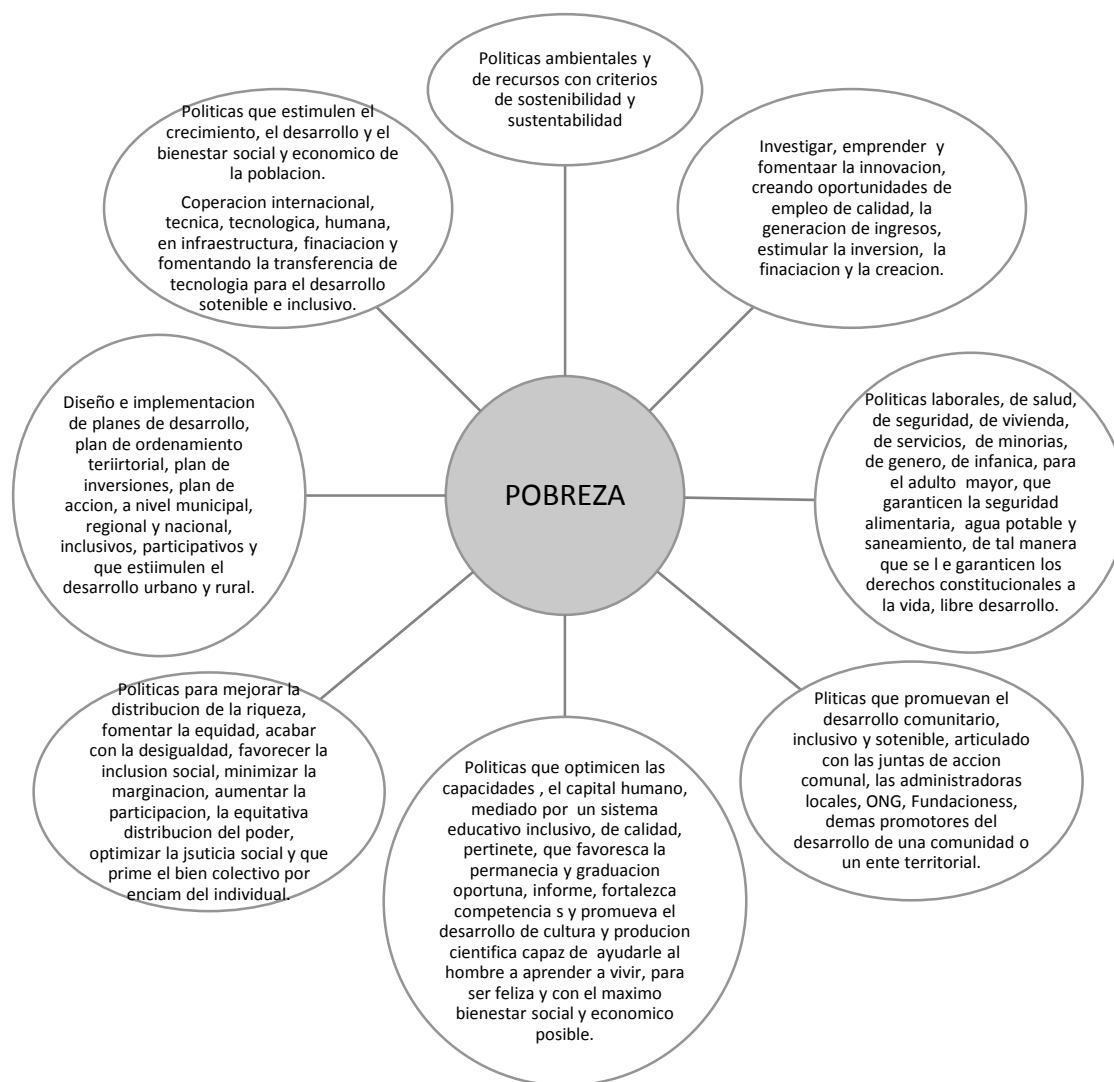 Politicas ambientales y
de recursos con criterios
de sostenibilidad y
sustentabilidad
Investigar, emprender y
fomentaar la innovacion,
creando oportunidades de
empleo de calidad, la
generacion de ingresos,
estimular la inversion, la
finaciacion y la creacion.
Politicas laborales, de salud,
de seguridad, de vivienda,
de servicios, de minorias,
de genero, de infanica, para
el adulto mayor, que
garanticen la seguridad
alimentaria, agua potable y
saneamiento, de tal manera
que se l e garanticen los
derechos constitucionales a
la vida, libre desarrollo.
Pliticas que promuevan el
desarrollo comunitario,
inclusivo y sotenible, articulado
con las juntas de accion
comunal, las administradoras
locales, ONG, Fundacioness,
demas promotores del
desarrollo de una comunidad o
un ente territorial.
Politicas que optimicen las
capacidades , el capital humano,
mediado por un sistema
educativo inclusivo, de calidad,
pertinete, que favoresca la
permanecia y graduacion
oportuna, informe, fortalezca
competencia s y promueva el
desarrollo de cultura y producion
cientifica capaz de ayudarle al
hombre a aprender a vivir, para
ser feliza y con el maximo
bienestar social y economico
posible.
Politicas para mejorar la
distribucion de la riqueza,
fomentar la equidad, acabar
con la desigualdad, favorecer la
inclusion social, minimizar la
marginacion, aumentar la
participacion, la equitativa
distribucion del poder,
optimizar la jsuticia social y que
prime el bien colectivo por
enciam del individual.
Diseño e implementacion
de planes de desarrollo,
plan de ordenamiento
teriirtorial, plan de
inversiones, plan de
accion, a nivel municipal,
regional y nacional,
inclusivos, participativos y
que estiimulen el
desarrollo urbano y rural.
Politicas que estimulen el
crecimiento, el desarrollo y el
bienestar social y economico de
la poblacion.
Coperacion internacional,
tecnica, tecnologica, humana,
en infraestructura, finaciacion y
fomentando la transferencia de
tecnologia para el desarrollo
sotenible e inclusivo.
POBREZA